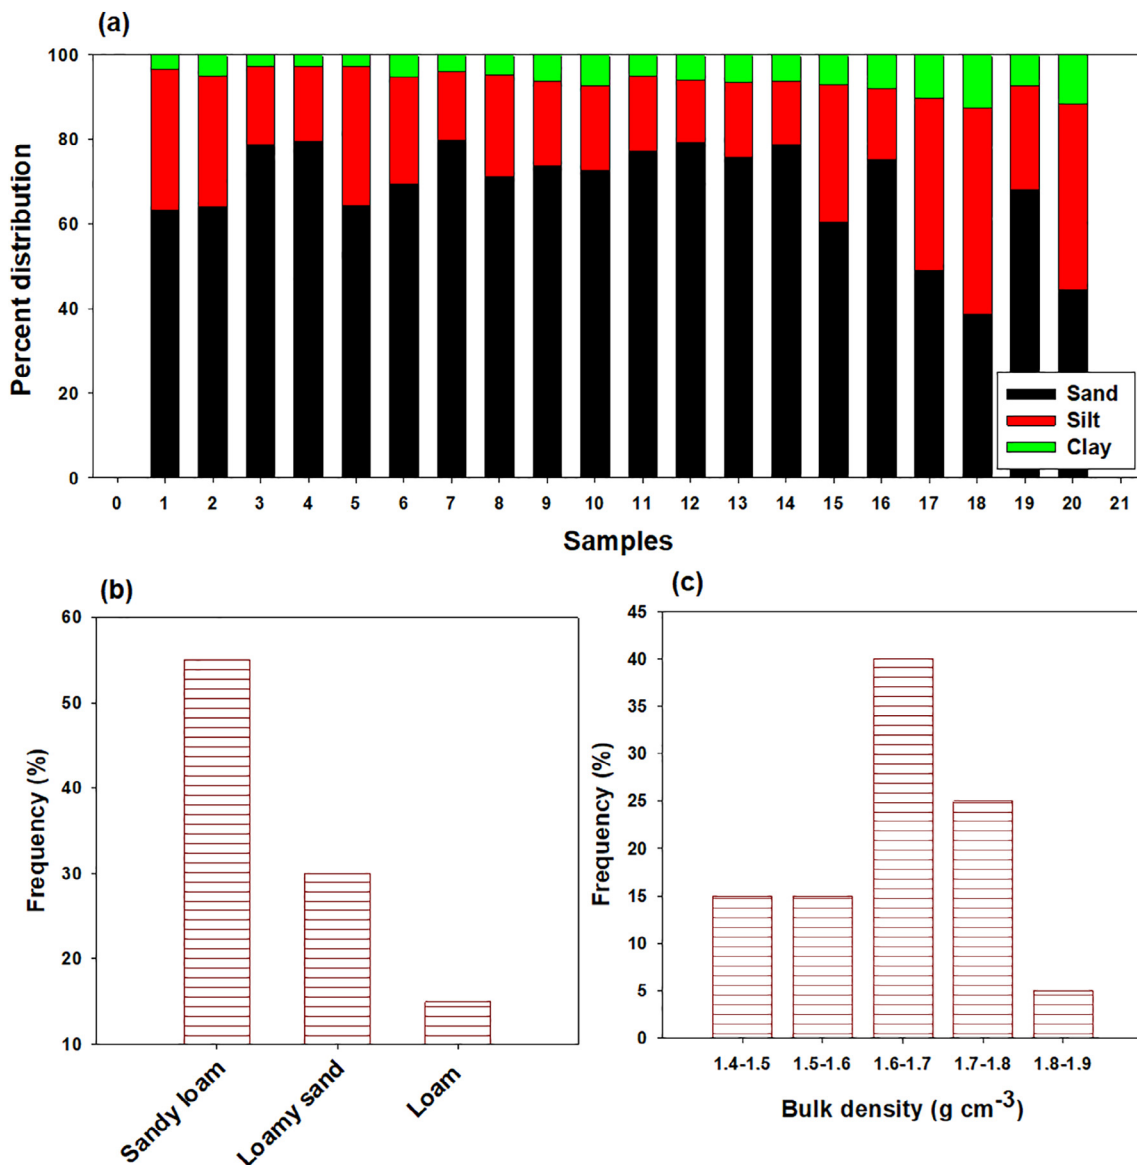 (a)
Percent distribution
100
80
60
40
20
0
Sand
Silt
Clay
0 1 2 3 4 5 6 7 8 9 10 11 12 13 14 15 16 17 18 19 20 21
Samples
(b)
Frequency (%)
60
50
40
30
20
10
Sandy loam
Loamy sand
Loam
(c)
Frequency (%)
45
40
35
30
25
20
15
10
5
0
1.4-1.5 1.5-1.6 1.6-1.7 1.7-1.8 1.8-1.9
Bulk density (g cm⁻³)